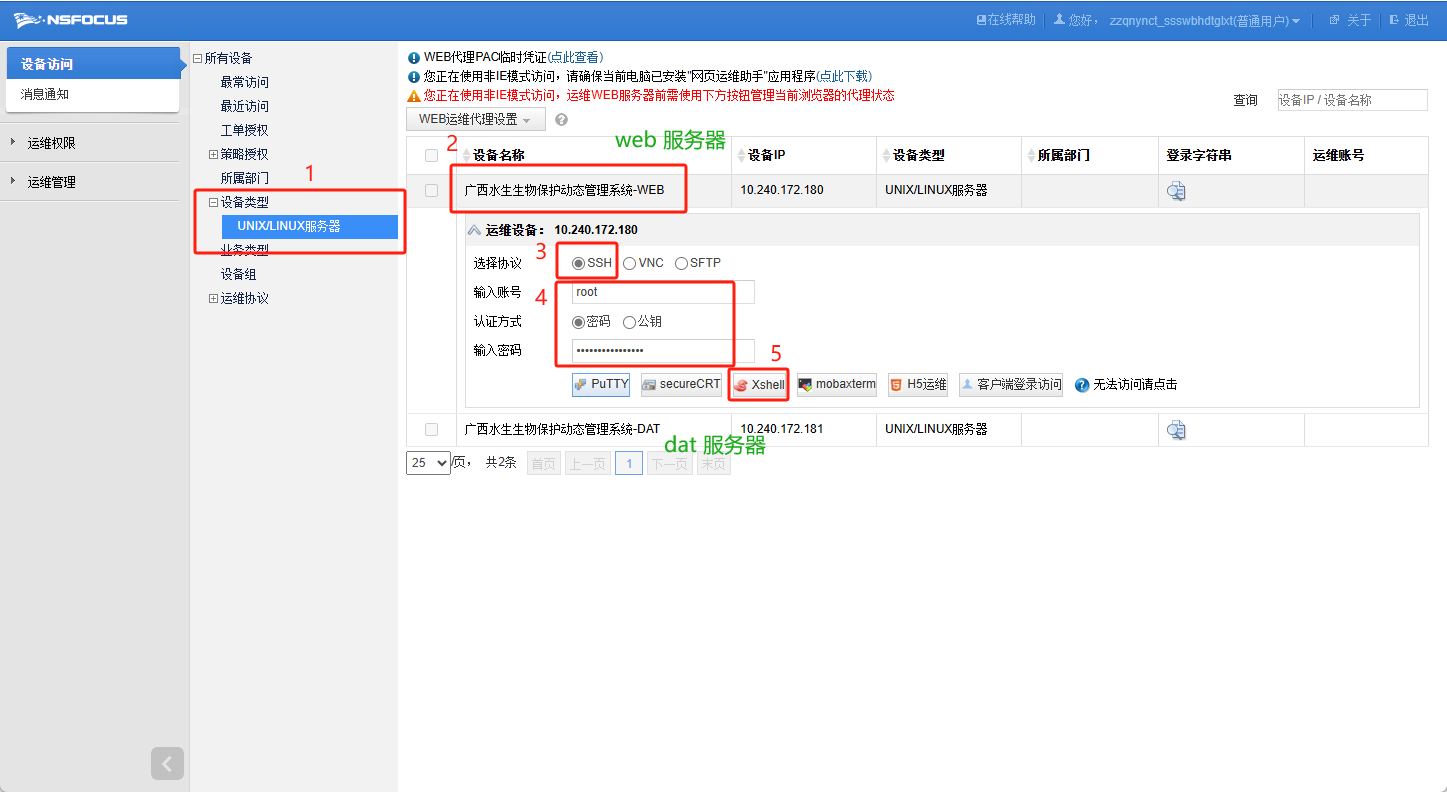 NSFOCUS
在线帮助 您好， zzqnynct_ssswbhdtglxt(普通用户) 关于 退出
设备访问
消息通知
运维权限
运维管理
所有设备
最常访问
最近访问
工单授权
策略授权
所属部门
1
设备类型
UNIX/LINUX服务器
业务类型
设备组
运维协议
WEB代理PAC临时凭证(点此查看)
您正在使用非IE模式访问，请确保当前电脑已安装"网页运维助手"应用程序(点此下载)
您正在使用非IE模式访问，运维WEB服务器前需使用下方按钮管理当前浏览器的代理状态
查询 设备IP / 设备名称
WEB运维代理设置 ?
2 web 服务器
设备名称 设备IP 设备类型 所属部门 登录字符串 运维账号
广西水生生物保护动态管理系统-WEB 10.240.172.180 UNIX/LINUX服务器
运维设备： 10.240.172.180
3
选择协议 SSH VNC SFTP
4
输入账号 root
认证方式 密码 公钥
输入密码 ••••••••••••••••
5
PuTTY secureCRT Xshell mobaxterm H5运维 客户端登录访问 ? 无法访问请点击
广西水生生物保护动态管理系统-DAT 10.240.172.181 UNIX/LINUX服务器
dat 服务器
25 /页， 共2条 首页 上一页 1 下一页 末页